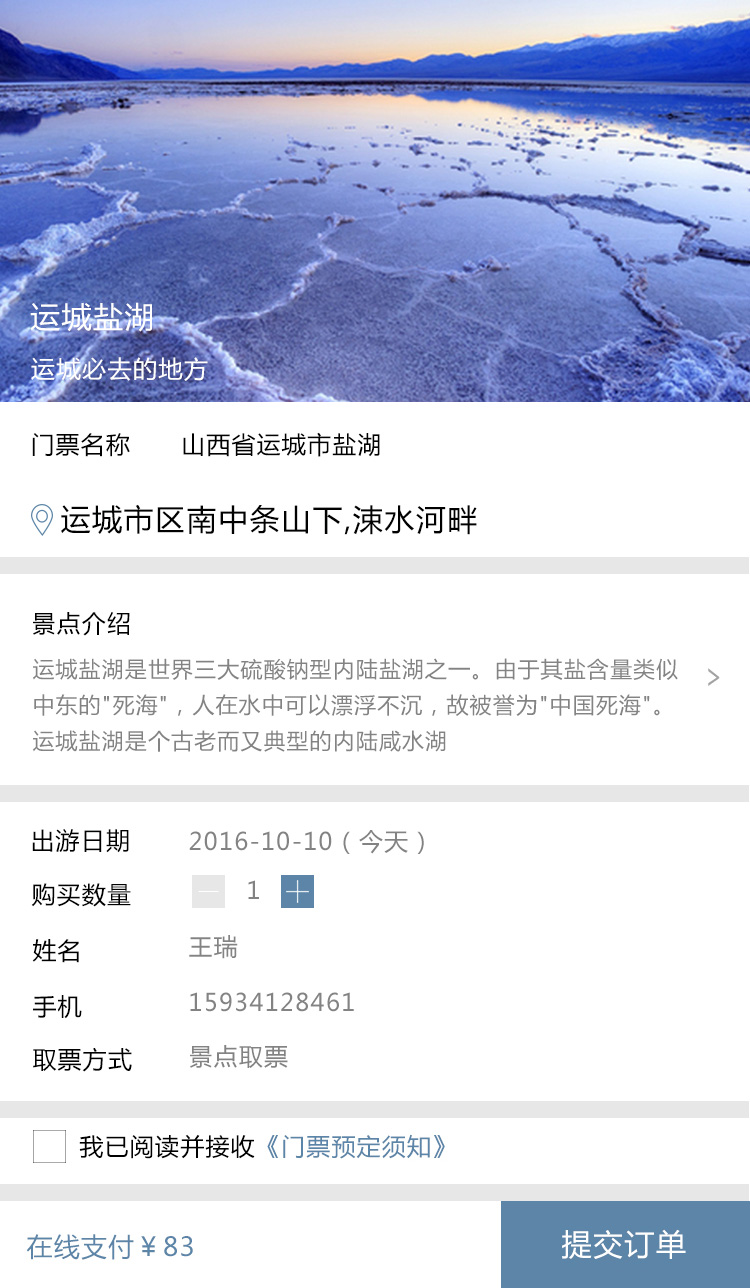 运城盐湖
运城必去的地方
门票名称 山西省运城市盐湖
运城市区南中条山下,涑水河畔
景点介绍
运城盐湖是世界三大硫酸钠型内陆盐湖之一。由于其盐含量类似
中东的"死海"，人在水中可以漂浮不沉，故被誉为"中国死海"。
运城盐湖是个古老而又典型的内陆咸水湖
出游日期 2016-10-10（今天）
购买数量 1
姓名 王瑞
手机 15934128461
取票方式 景点取票
我已阅读并接收《门票预定须知》
在线支付¥83 提交订单